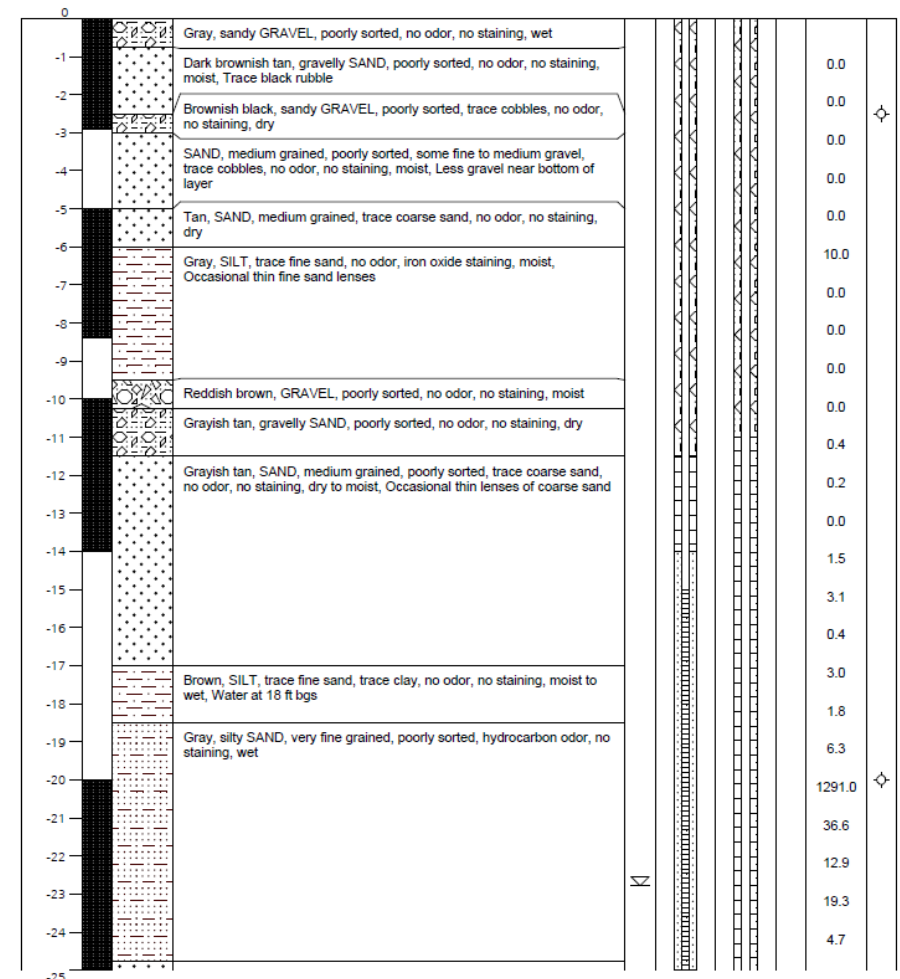 0
Gray, sandy GRAVEL, poorly sorted, no odor, no staining, wet
-1
Dark brownish tan, gravelly SAND, poorly sorted, no odor, no staining,
moist, Trace black rubble
0.0
-2
Brownish black, sandy GRAVEL, poorly sorted, trace cobbles, no odor,
no staining, dry
0.0
-3
0.0
SAND, medium grained, poorly sorted, some fine to medium gravel,
trace cobbles, no odor, no staining, moist, Less gravel near bottom of
layer
-4
0.0
-5
Tan, SAND, medium grained, trace coarse sand, no odor, no staining,
dry
0.0
-6
Gray, SILT, trace fine sand, no odor, iron oxide staining, moist,
Occasional thin fine sand lenses
10.0
-7
0.0
-8
0.0
-9
0.0
Reddish brown, GRAVEL, poorly sorted, no odor, no staining, moist
-10
0.0
Grayish tan, gravelly SAND, poorly sorted, no odor, no staining, dry
-11
0.4
Grayish tan, SAND, medium grained, poorly sorted, trace coarse sand,
no odor, no staining, dry to moist, Occasional thin lenses of coarse sand
-12
0.2
-13
0.0
-14
1.5
-15
3.1
-16
0.4
-17
Brown, SILT, trace fine sand, trace clay, no odor, no staining, moist to
wet, Water at 18 ft bgs
3.0
-18
1.8
Gray, silty SAND, very fine grained, poorly sorted, hydrocarbon odor, no
staining, wet
-19
6.3
-20
1291.0
-21
36.6
-22
12.9
-23
19.3
-24
4.7
-25